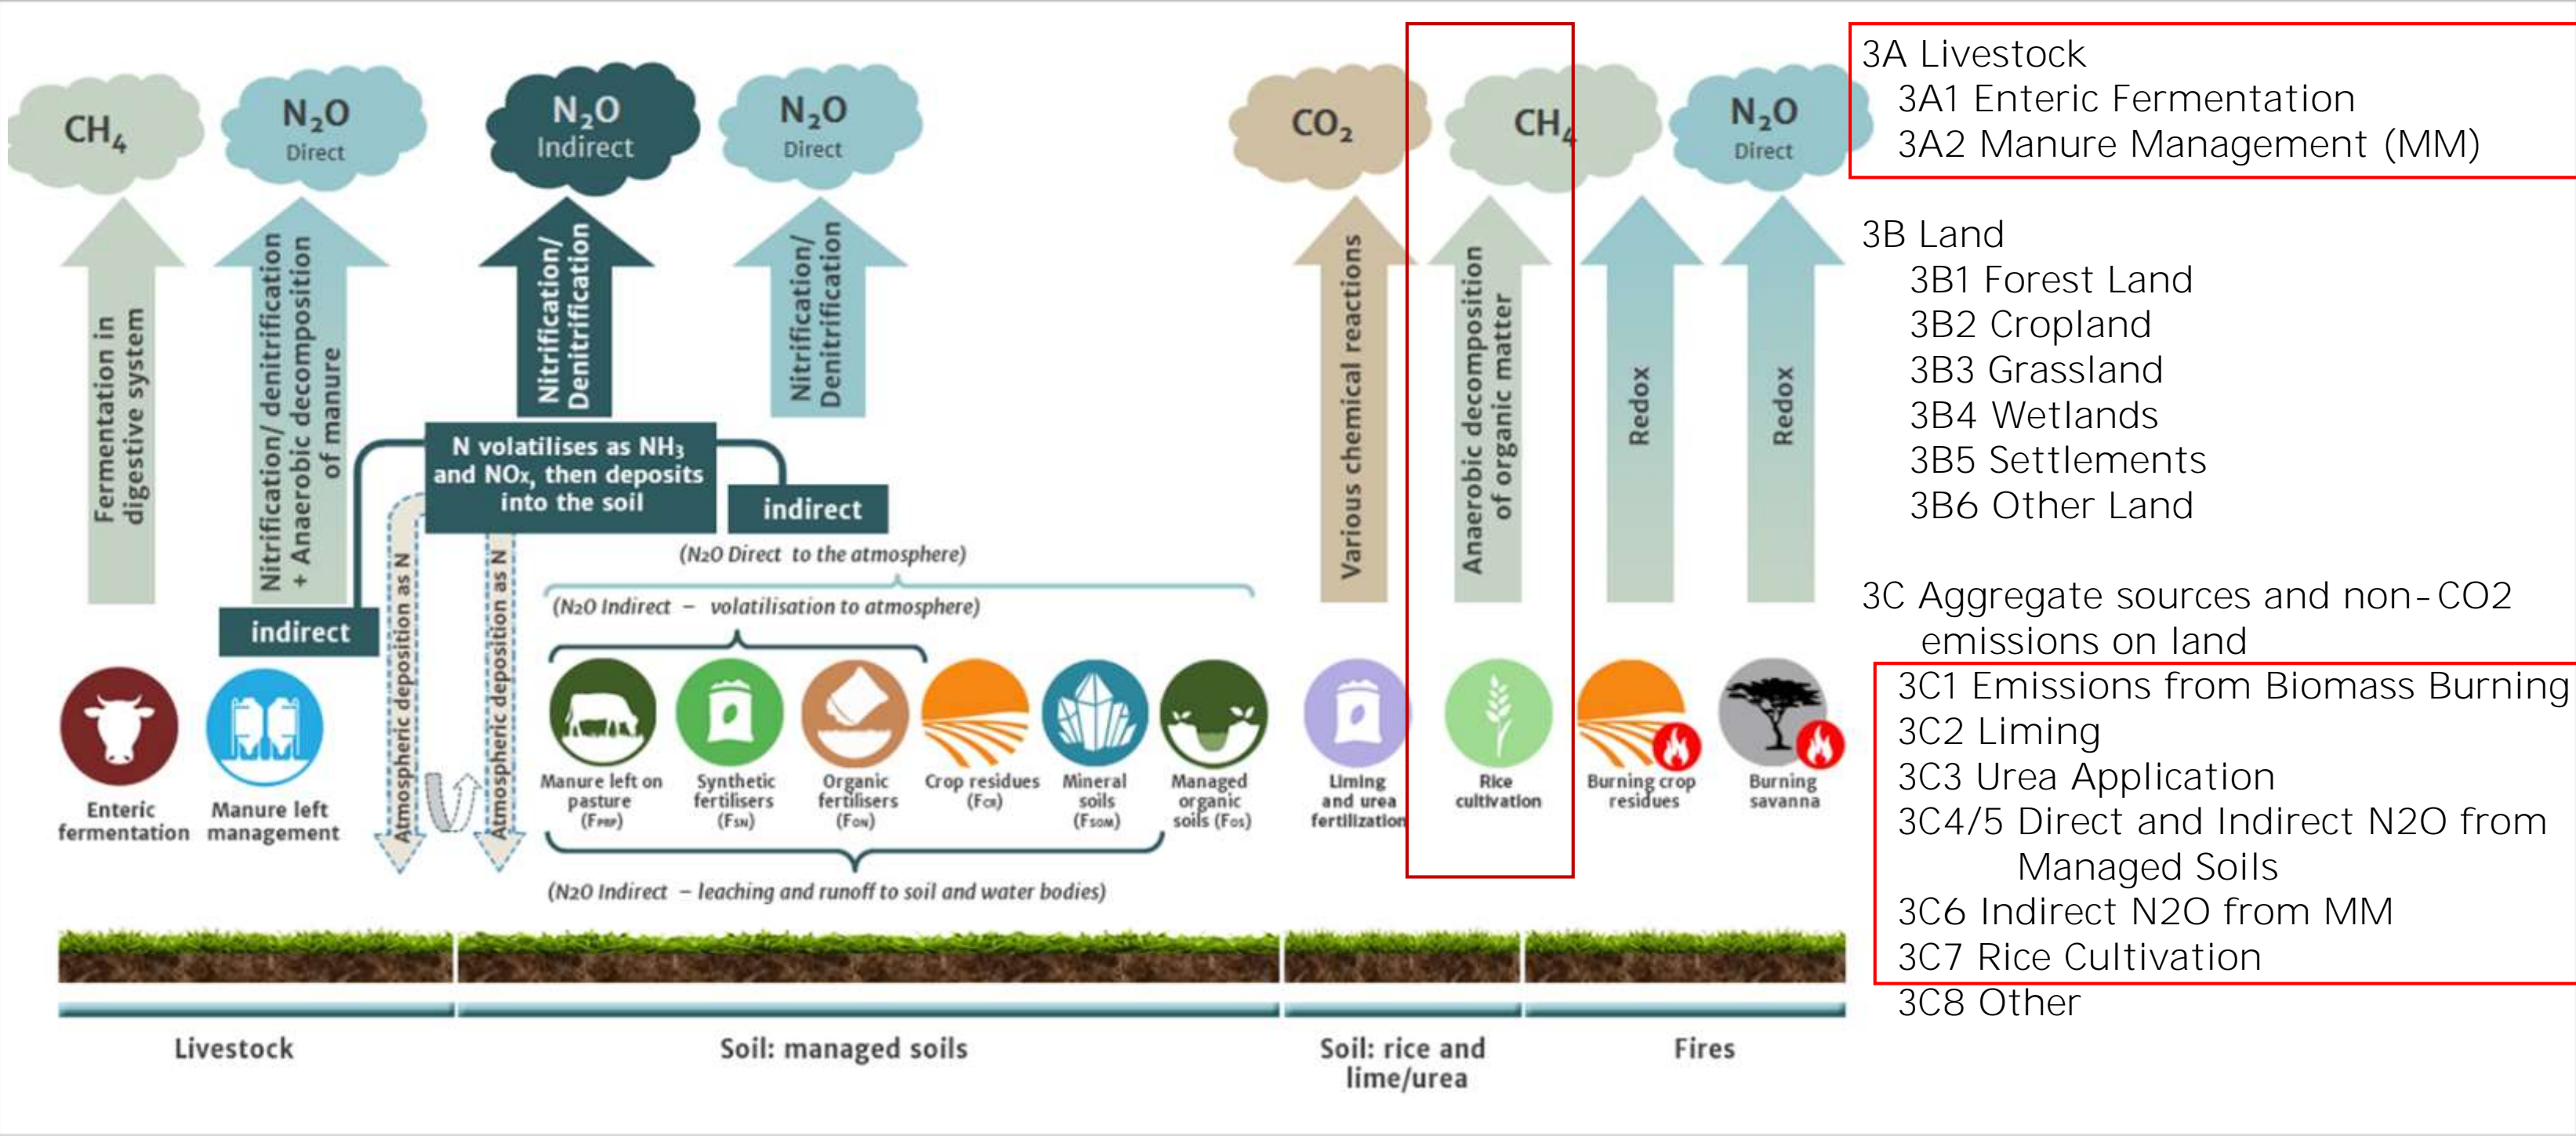 CH₄
N₂O
Direct
N₂O
Indirect
N₂O
Direct
CO₂
CH₄
N₂O
Direct
Fermentation in
digestive system
Nitrification/ denitrification
+ Anaerobic decomposition
of manure
Nitrification/
Denitrification
Nitrification/
Denitrification
Various chemical reactions
Anaerobic decomposition
of organic matter
Redox
Redox
N volatilises as NH₃
and NOx, then deposits
into the soil
indirect
indirect
Atmospheric deposition as N
Atmospheric deposition as N
(N2O Direct to the atmosphere)
(N2O Indirect – volatilisation to atmosphere)
Enteric
fermentation
Manure left
management
Manure left on
pasture
(FPRP)
Synthetic
fertilisers
(FSN)
Organic
fertilisers
(FON)
Crop residues
(FCR)
Mineral
soils
(FSOM)
Managed
organic
soils (FOS)
Liming
and urea
fertilization
Rice
cultivation
Burning crop
residues
Burning
savanna
(N2O Indirect – leaching and runoff to soil and water bodies)
Livestock
Soil: managed soils
Soil: rice and
lime/urea
Fires
3A Livestock
3A1 Enteric Fermentation
3A2 Manure Management (MM)
3B Land
3B1 Forest Land
3B2 Cropland
3B3 Grassland
3B4 Wetlands
3B5 Settlements
3B6 Other Land
3C Aggregate sources and non-CO2
emissions on land
3C1 Emissions from Biomass Burning
3C2 Liming
3C3 Urea Application
3C4/5 Direct and Indirect N2O from
Managed Soils
3C6 Indirect N2O from MM
3C7 Rice Cultivation
3C8 Other